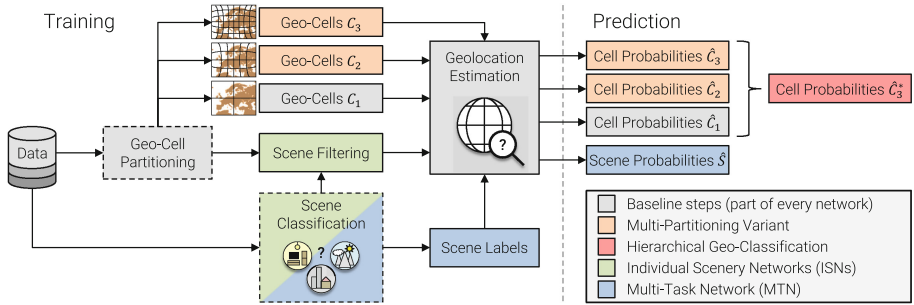 Training
Prediction
Geo-Cells C₃
Geo-Cells C₂
Geo-Cells C₁
Geolocation
Estimation
?
Cell Probabilities Ĉ₃
Cell Probabilities Ĉ₂
Cell Probabilities Ĉ₁
Cell Probabilities Ĉ₃*
Scene Probabilities Ŝ
Data
Geo-Cell
Partitioning
Scene Filtering
Scene
Classification
?
Scene Labels
Baseline steps (part of every network)
Multi-Partitioning Variant
Hierarchical Geo-Classification
Individual Scenery Networks (ISNs)
Multi-Task Network (MTN)